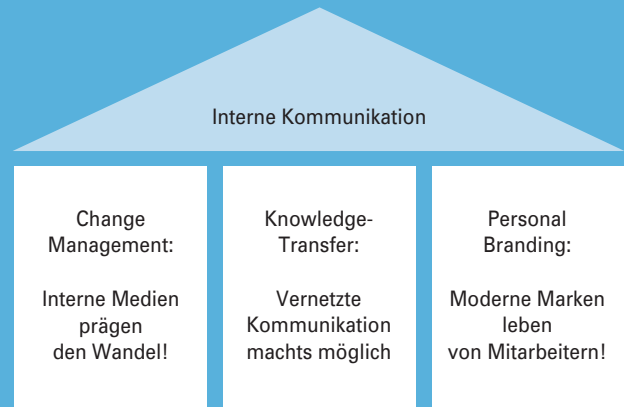 Interne Kommunikation
Change
Management:
Interne Medien
prägen
den Wandel!
Knowledge-
Transfer:
Vernetzte
Kommunikation
machts möglich
Personal
Branding:
Moderne Marken
leben
von Mitarbeitern!